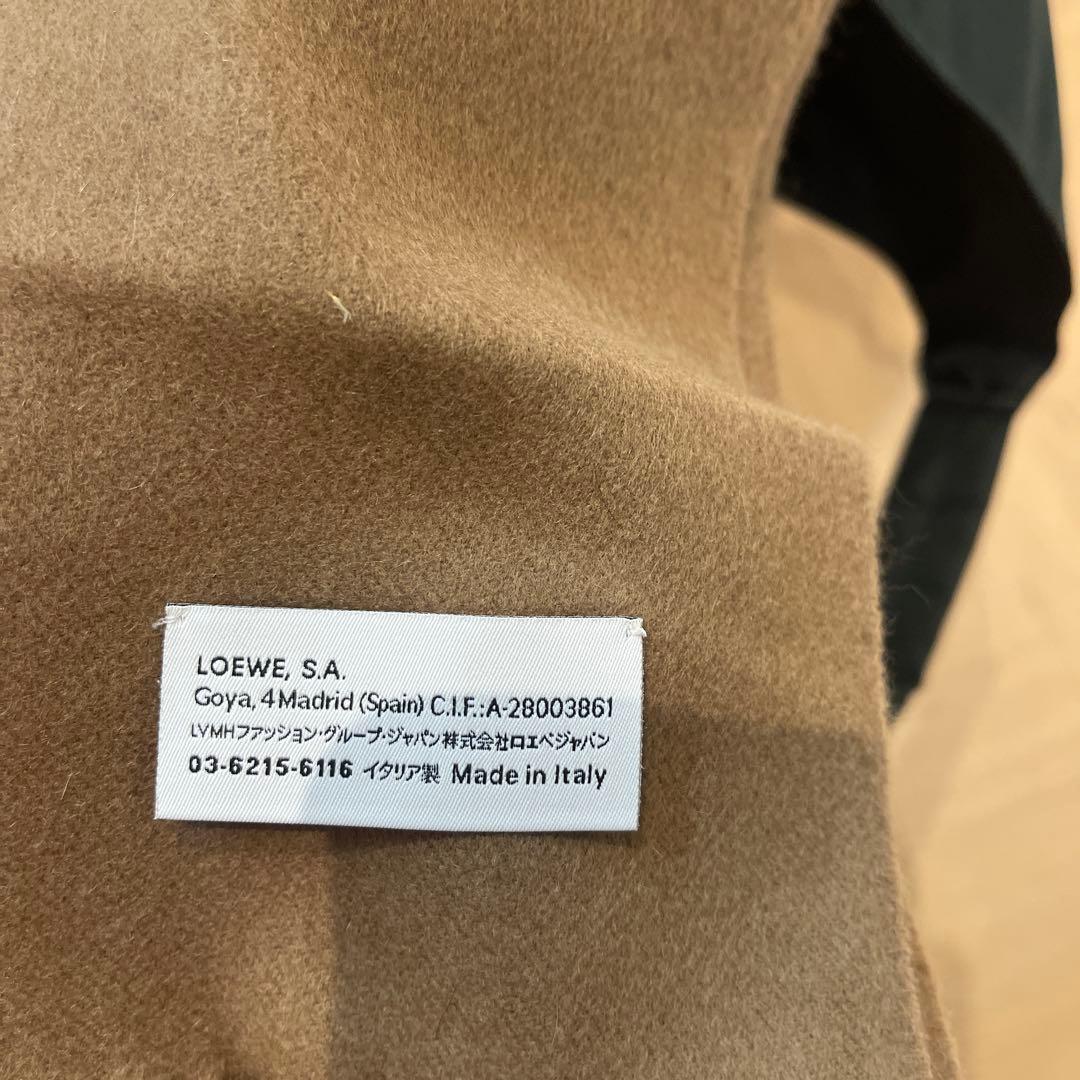 LOEWE, S.A.
Goya, 4 Madrid (Spain) C.I.F.:A-28003861
LVMHファッション・グループ・ジャパン株式会社ロエベジャパン
03-6215-6116 イタリア製 Made in Italy